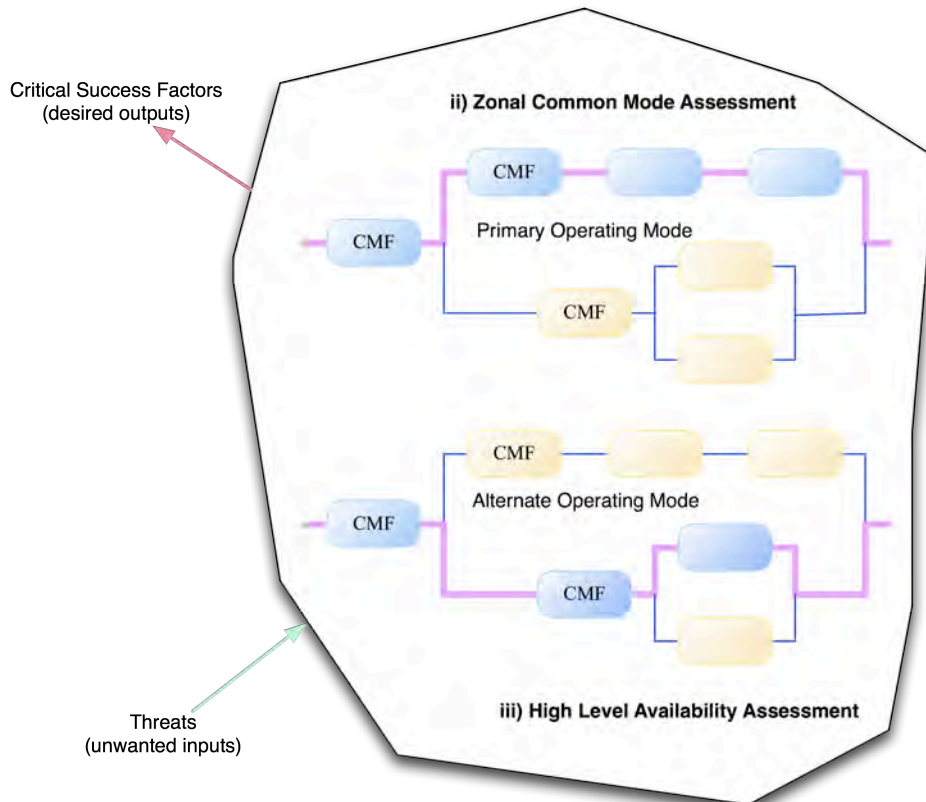 Critical Success Factors
(desired outputs)
ii) Zonal Common Mode Assessment
CMF
CMF
Primary Operating Mode
CMF
CMF
Alternate Operating Mode
CMF
CMF
iii) High Level Availability Assessment
Threats
(unwanted inputs)